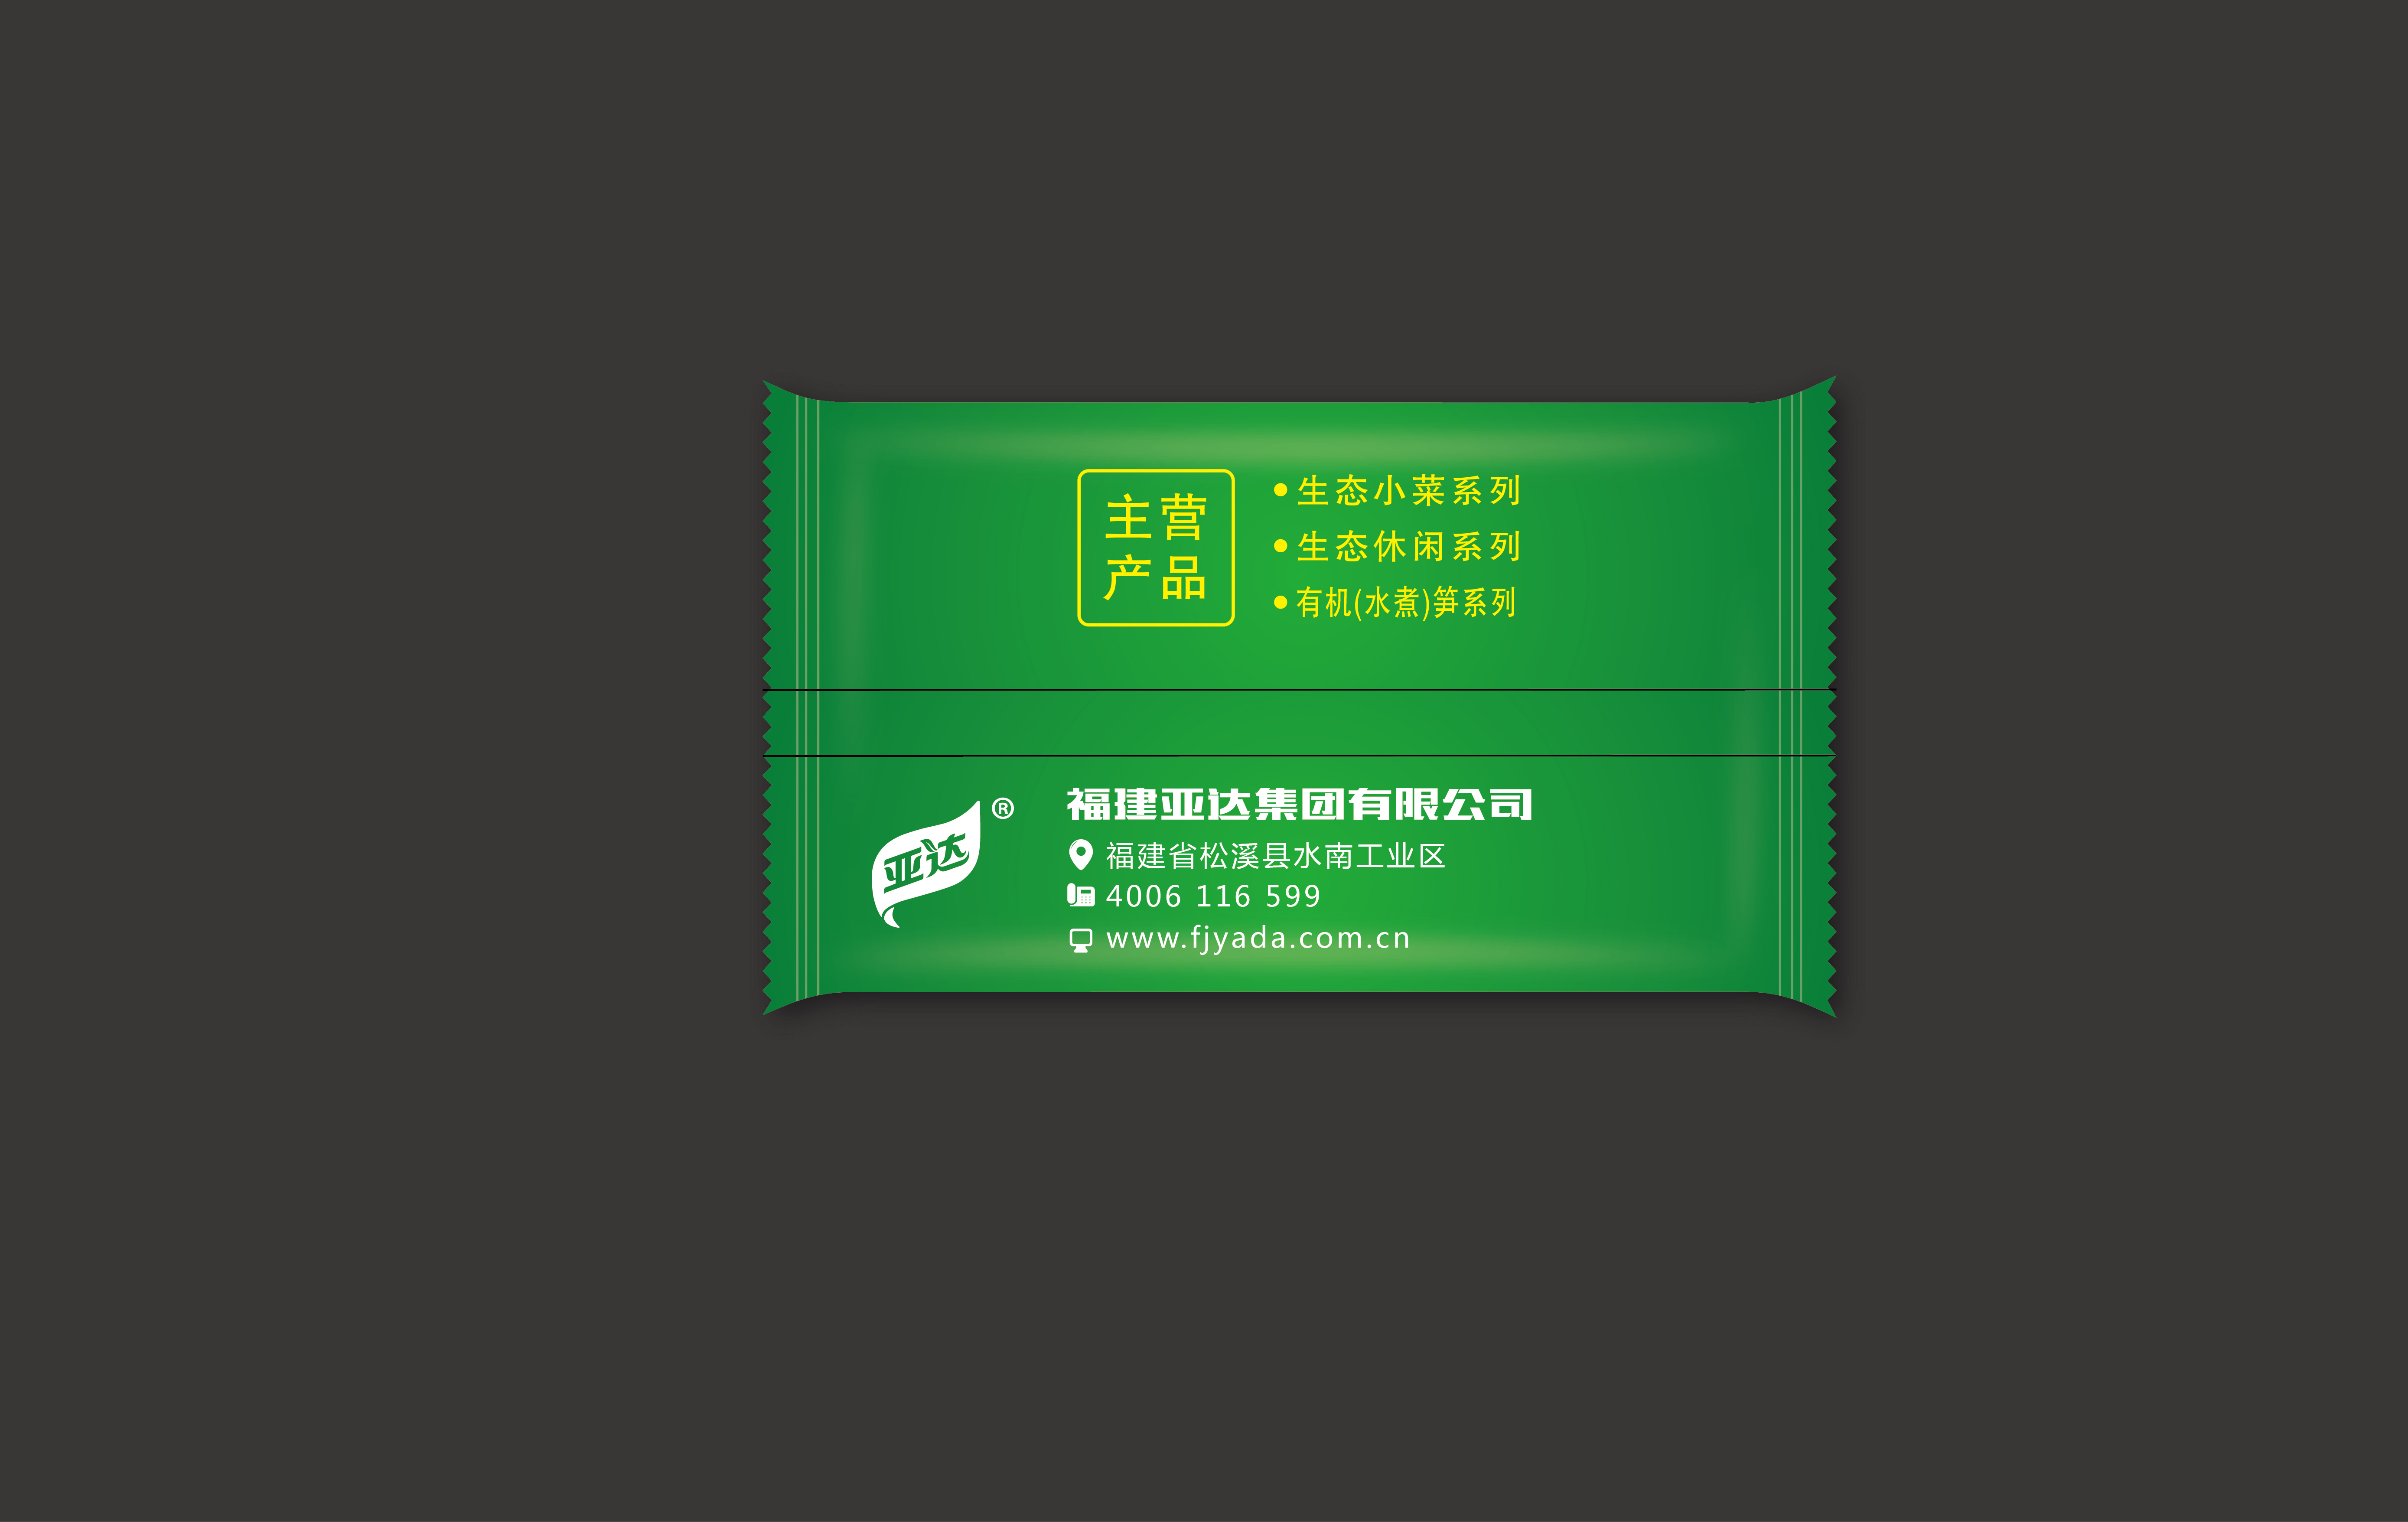 主营
产品
●生态小菜系列
●生态休闲系列
●有机(水煮)笋系列
亚达®
福建亚达集团有限公司
福建省松溪县水南工业区
4006 116 599
www.fjyada.com.cn